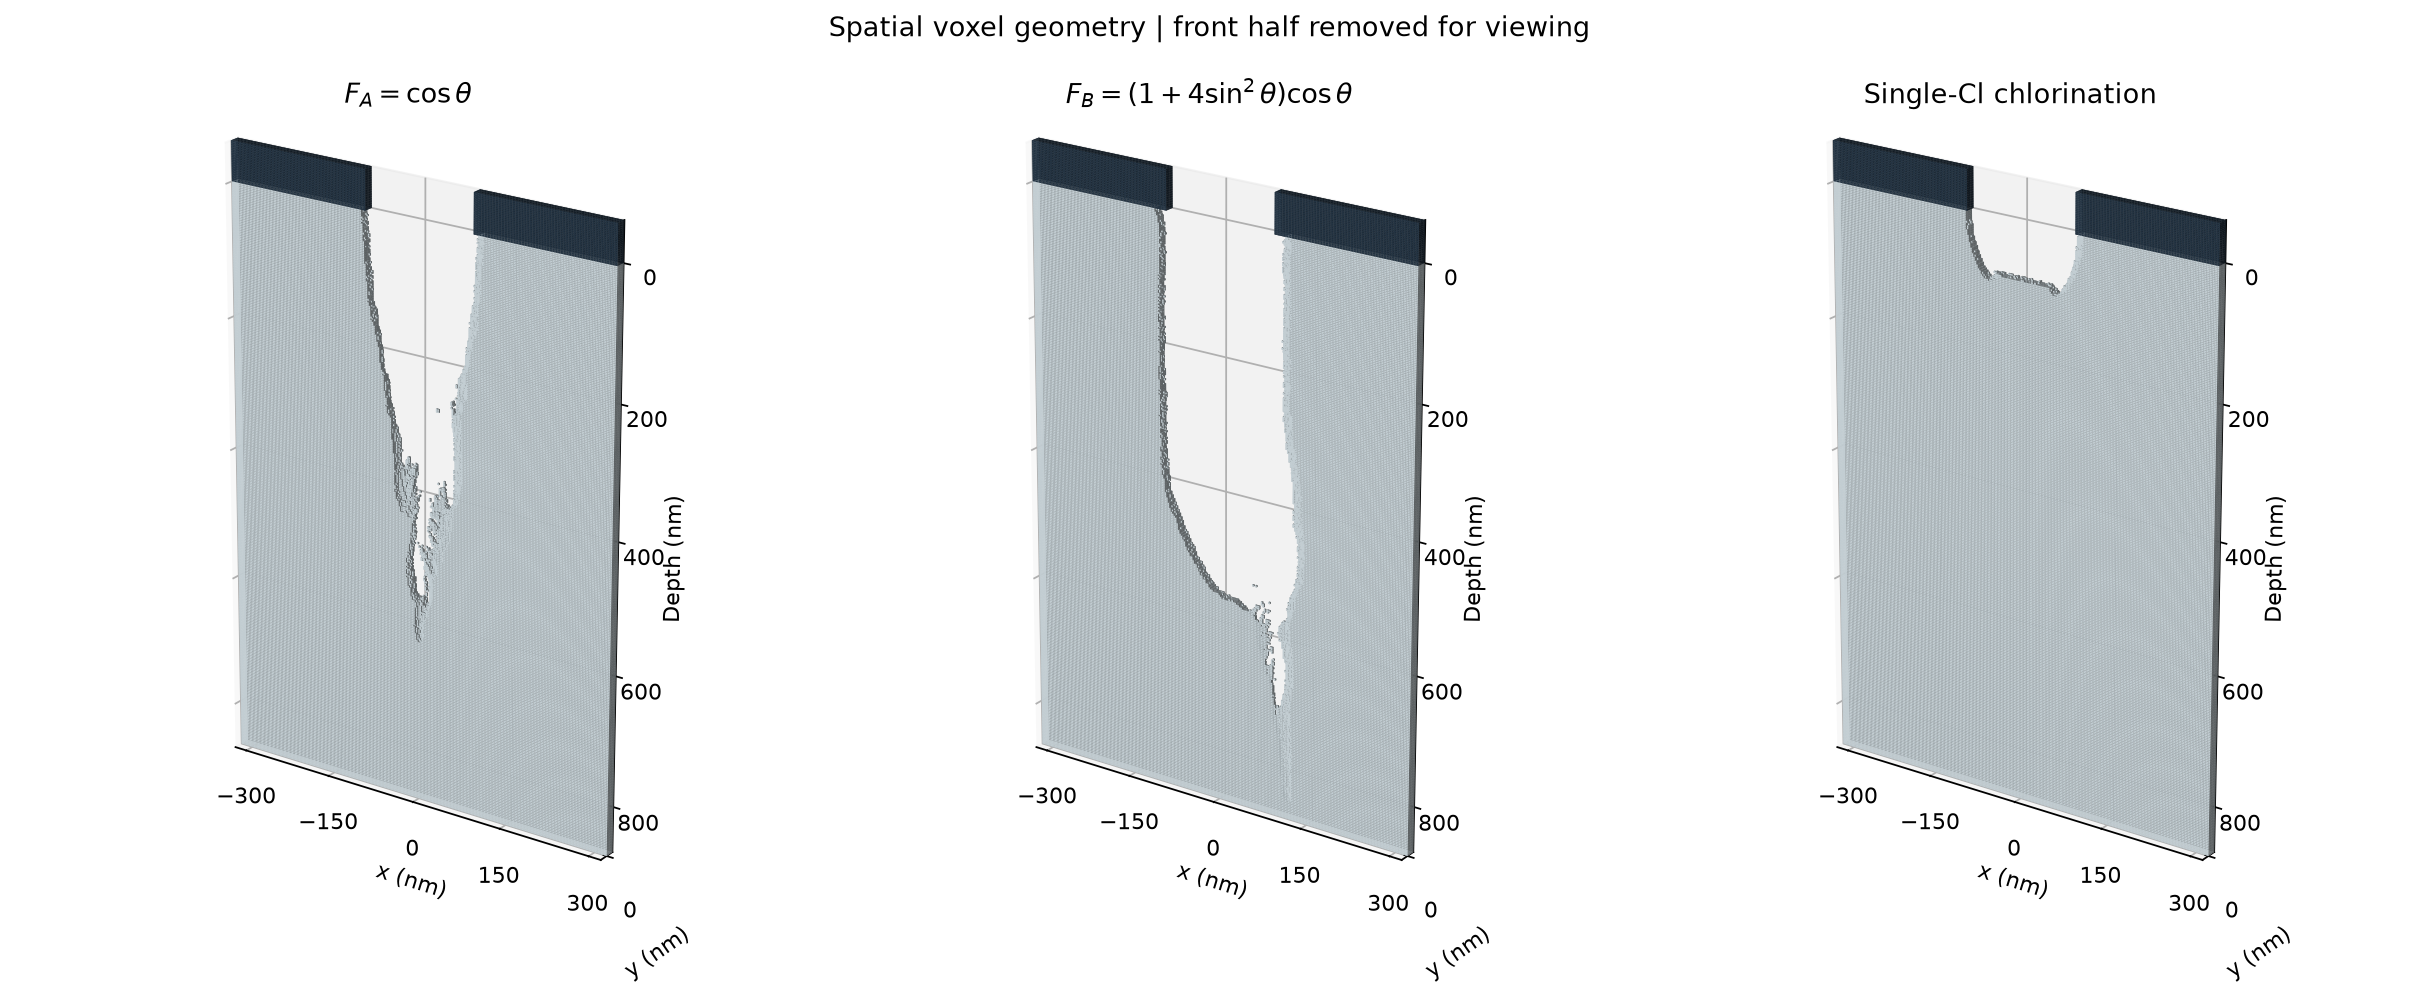 Spatial voxel geometry | front half removed for viewing
F_A = cos θ
0
200
400
600
800
Depth (nm)
−300
−150
0
150
300
x (nm)
0
y (nm)
F_B = (1 + 4sin² θ)cos θ
0
200
400
600
800
Depth (nm)
−300
−150
0
150
300
x (nm)
0
y (nm)
Single-Cl chlorination
0
200
400
600
800
Depth (nm)
−300
−150
0
150
300
x (nm)
0
y (nm)